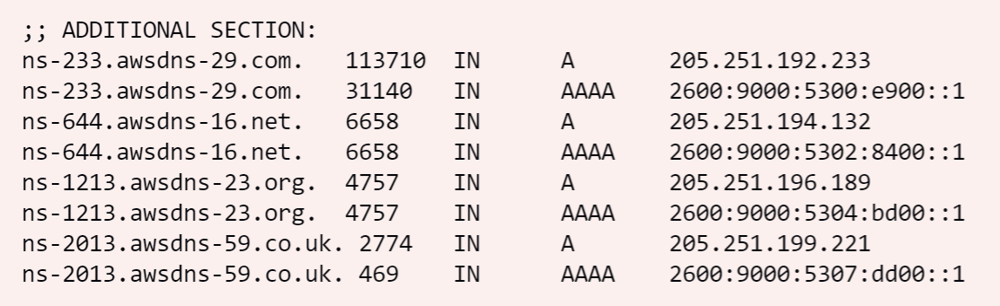 ;; ADDITIONAL SECTION:
ns-233.awsdns-29.com. 113710 IN A 205.251.192.233
ns-233.awsdns-29.com. 31140 IN AAAA 2600:9000:5300:e900::1
ns-644.awsdns-16.net. 6658 IN A 205.251.194.132
ns-644.awsdns-16.net. 6658 IN AAAA 2600:9000:5302:8400::1
ns-1213.awsdns-23.org. 4757 IN A 205.251.196.189
ns-1213.awsdns-23.org. 4757 IN AAAA 2600:9000:5304:bd00::1
ns-2013.awsdns-59.co.uk. 2774 IN A 205.251.199.221
ns-2013.awsdns-59.co.uk. 469 IN AAAA 2600:9000:5307:dd00::1